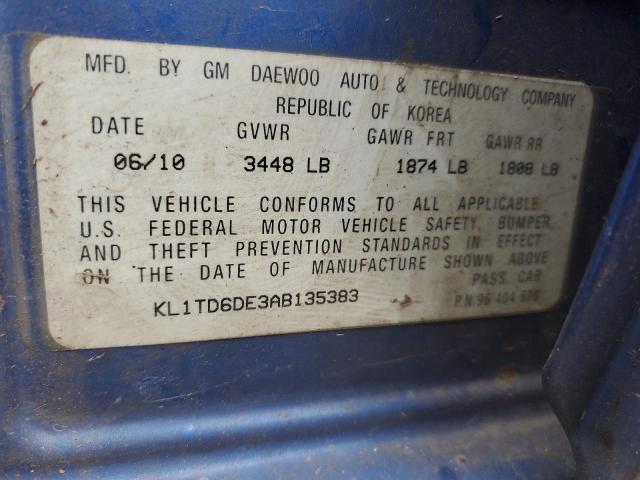 MFD. BY GM DAEWOO AUTO & TECHNOLOGY COMPANY
REPUBLIC OF KOREA
DATE GVWR GAWR FRT GAWR RR
06/10 3448 LB 1874 LB 1808 LB
THIS VEHICLE CONFORMS TO ALL APPLICABLE
U.S. FEDERAL MOTOR VEHICLE SAFETY, BUMPER,
AND THEFT PREVENTION STANDARDS IN EFFECT
ON THE DATE OF MANUFACTURE SHOWN ABOVE
PASS. CAR
KL1TD6DE3AB135383 P.N.96 404